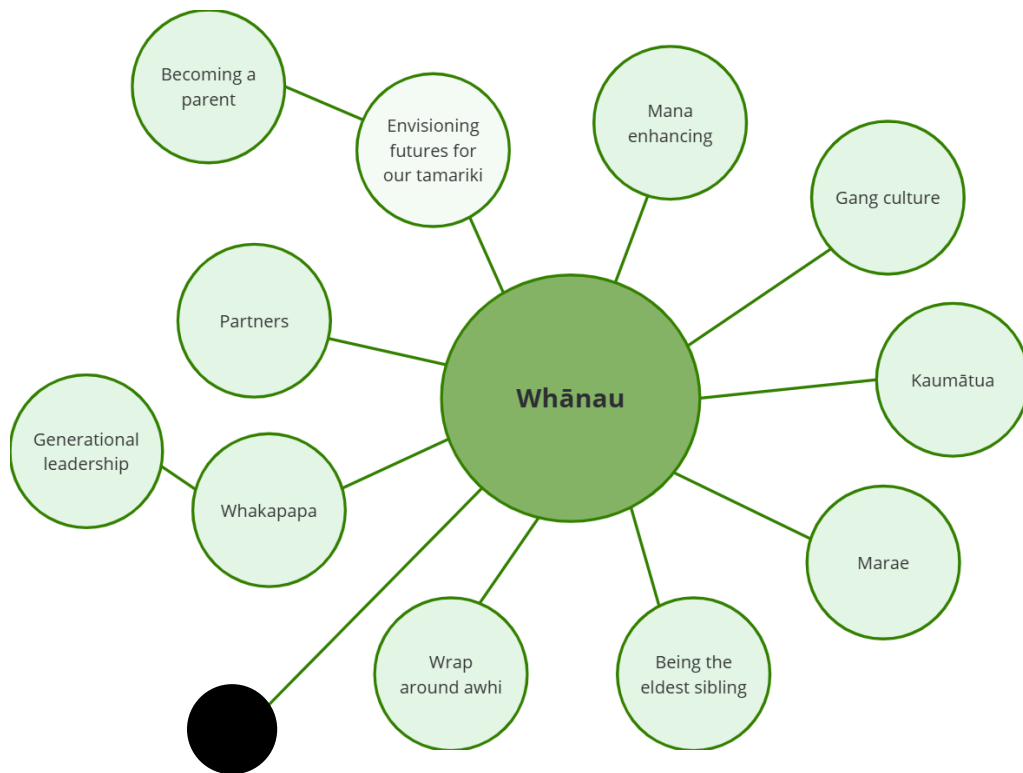 Becoming a
parent
Envisioning
futures for
our tamariki
Mana
enhancing
Gang culture
Partners
Whānau
Kaumātua
Generational
leadership
Whakapapa
Marae
Wrap
around awhi
Being the
eldest sibling